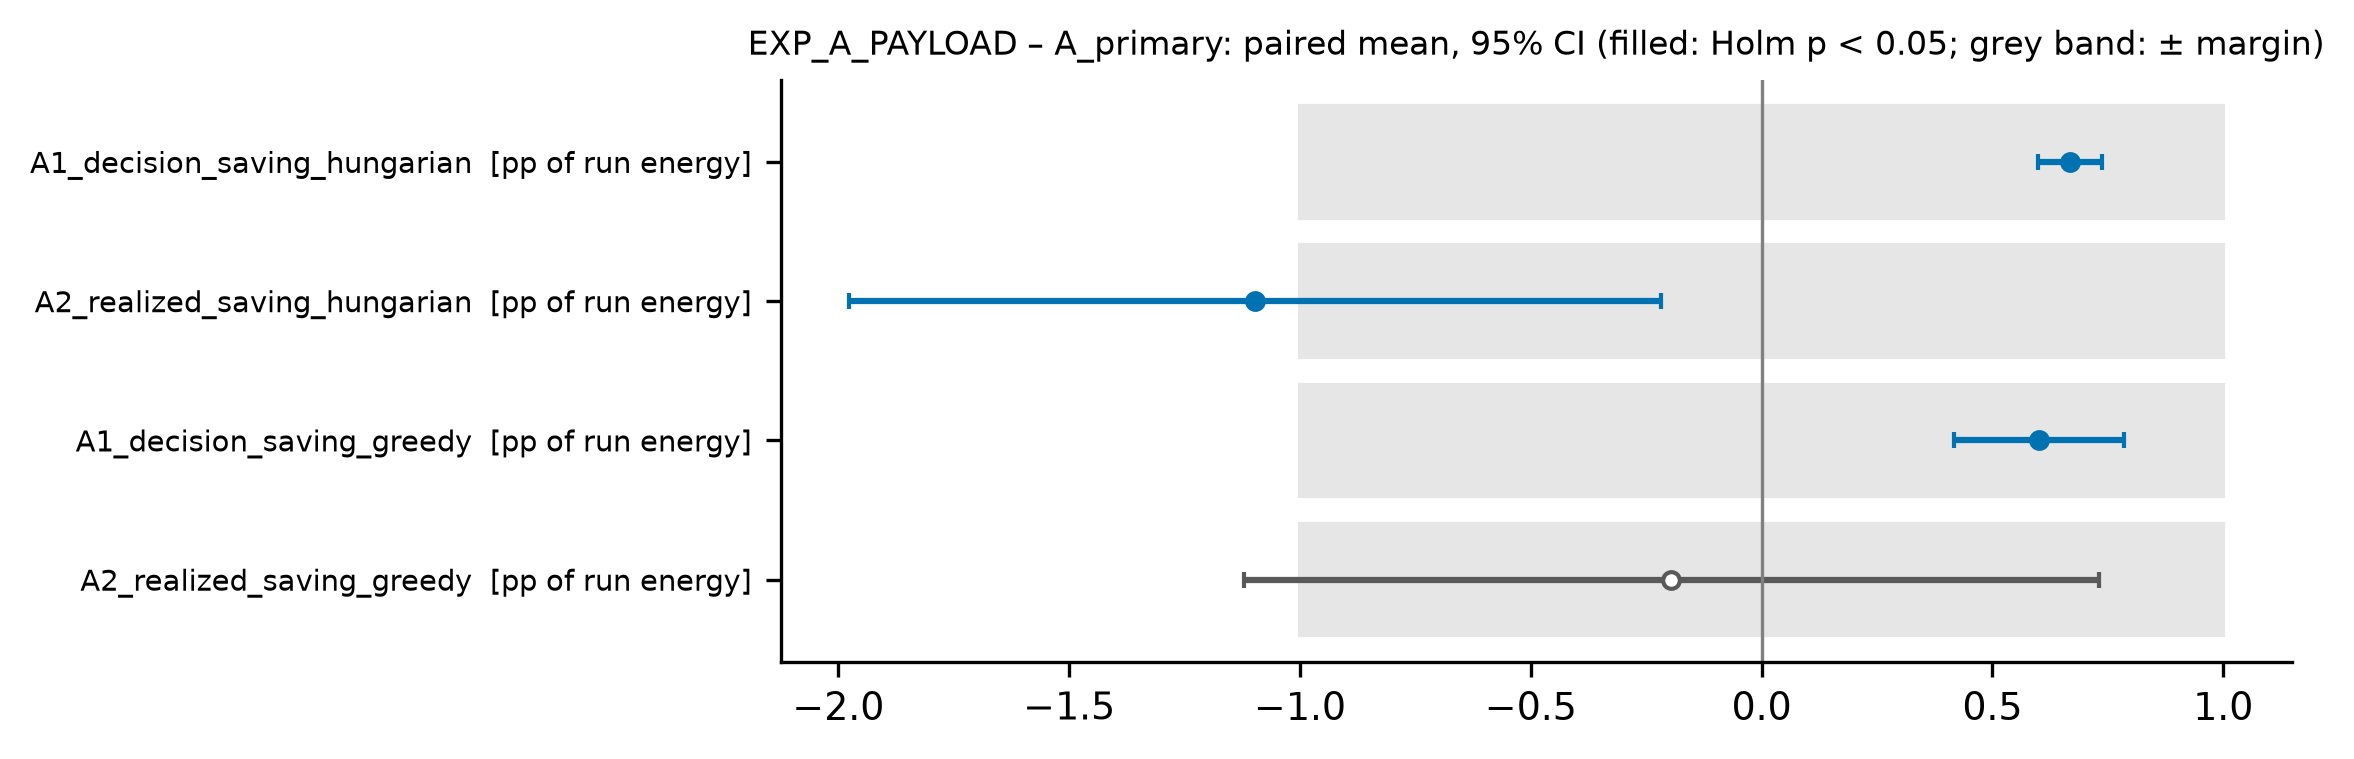 EXP_A_PAYLOAD – A_primary: paired mean, 95% CI (filled: Holm p < 0.05; grey band: ± margin)
A1_decision_saving_hungarian  [pp of run energy]
A2_realized_saving_hungarian  [pp of run energy]
A1_decision_saving_greedy  [pp of run energy]
A2_realized_saving_greedy  [pp of run energy]
−2.0 −1.5 −1.0 −0.5 0.0 0.5 1.0